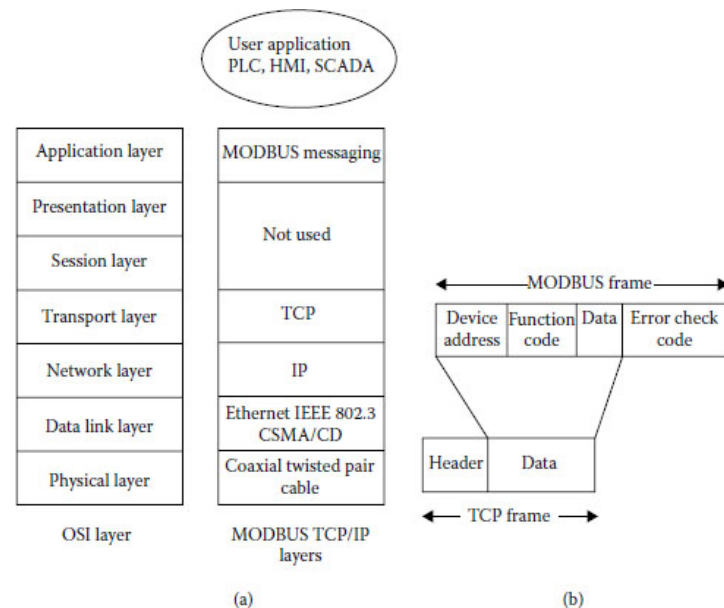 User application
PLC, HMI, SCADA
Application layer
Presentation layer
Session layer
Transport layer
Network layer
Data link layer
Physical layer
OSI layer
MODBUS messaging
Not used
TCP
IP
Ethernet IEEE 802.3
CSMA/CD
Coaxial twisted pair
cable
MODBUS TCP/IP
layers
(a)
MODBUS frame
Device
address
Function
code
Data
Error check
code
Header
Data
TCP frame
(b)